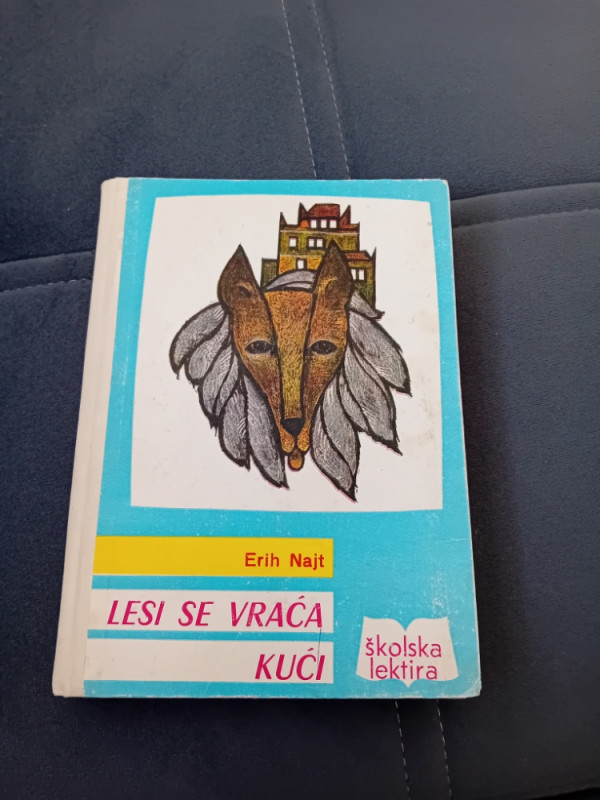 Erih Najt
LESI SE VRAĆA
KUĆI
školska
lektira